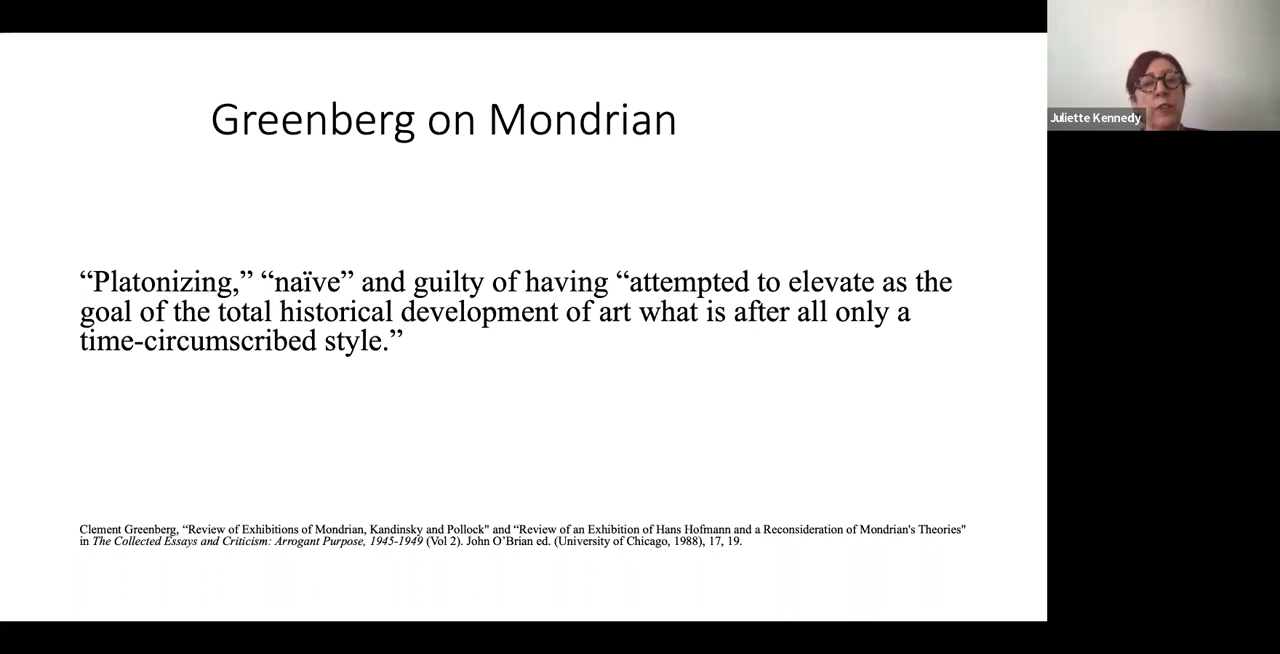 Greenberg on Mondrian
Juliette Kennedy
“Platonizing,” “naïve” and guilty of having “attempted to elevate as the
goal of the total historical development of art what is after all only a
time-circumscribed style.”
Clement Greenberg, “Review of Exhibitions of Mondrian, Kandinsky and Pollock" and “Review of an Exhibition of Hans Hofmann and a Reconsideration of Mondrian's Theories"
in The Collected Essays and Criticism: Arrogant Purpose, 1945-1949 (Vol 2). John O’Brian ed. (University of Chicago, 1988), 17, 19.